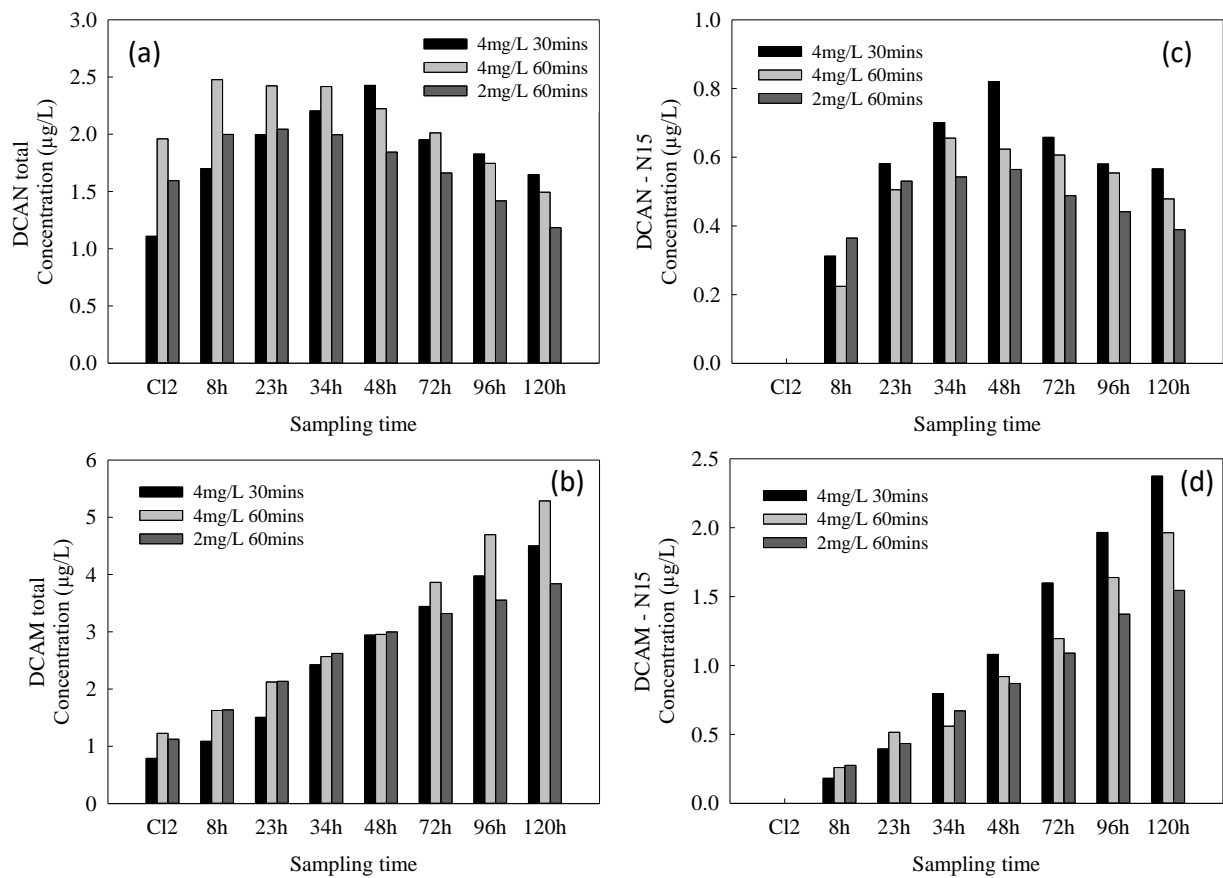 (a)
4mg/L 30mins
4mg/L 60mins
2mg/L 60mins
DCAN total
Concentration (µg/L)
3.0
2.5
2.0
1.5
1.0
0.5
0.0
Cl2 8h 23h 34h 48h 72h 96h 120h
Sampling time
(c)
4mg/L 30mins
4mg/L 60mins
2mg/L 60mins
DCAN - N15
Concentration (µg/L)
1.0
0.8
0.6
0.4
0.2
0.0
Cl2 8h 23h 34h 48h 72h 96h 120h
Sampling time
(b)
4mg/L 30mins
4mg/L 60mins
2mg/L 60mins
DCAM total
Concentration (µg/L)
6
5
4
3
2
1
0
Cl2 8h 23h 34h 48h 72h 96h 120h
Sampling time
(d)
4mg/L 30mins
4mg/L 60mins
2mg/L 60mins
DCAM - N15
Concentration (µg/L)
2.5
2.0
1.5
1.0
0.5
0.0
Cl2 8h 23h 34h 48h 72h 96h 120h
Sampling time